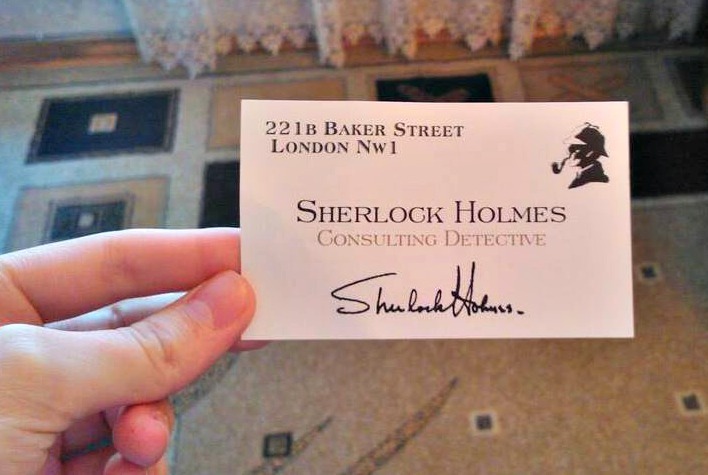 221B BAKER STREET
LONDON NW1
SHERLOCK HOLMES
CONSULTING DETECTIVE
Sherlock Holmes.